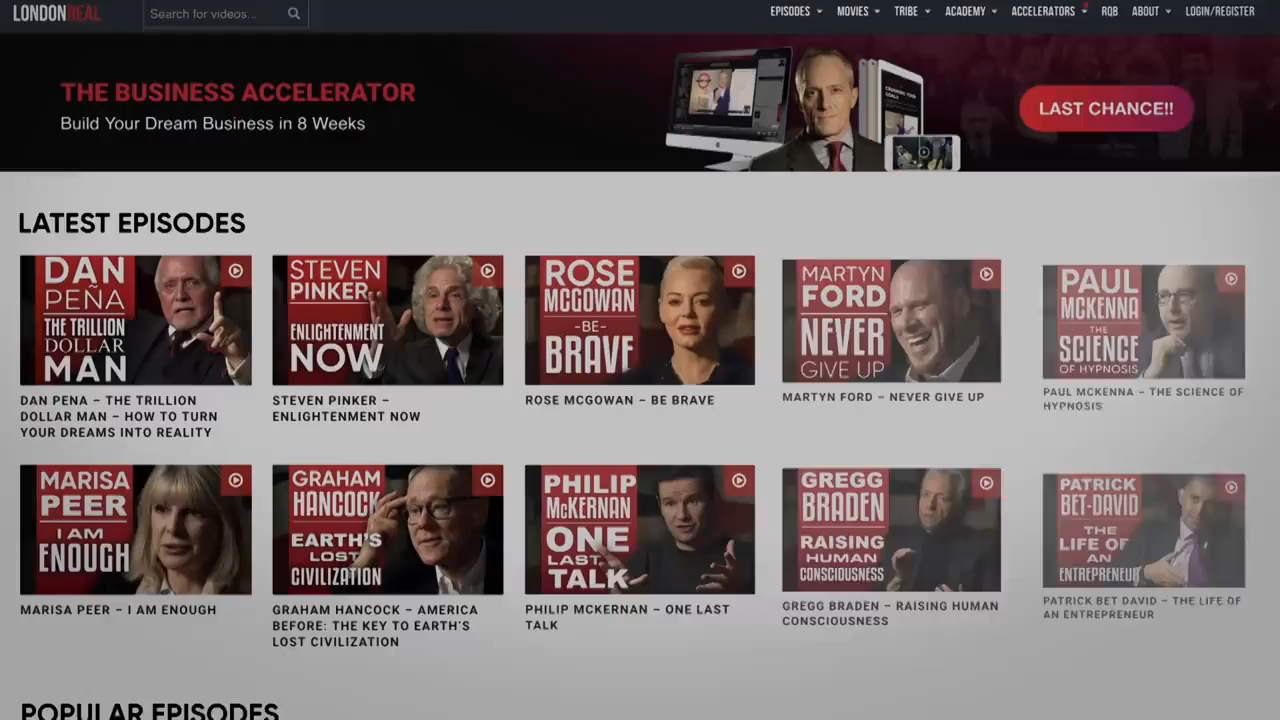 LONDONREAL
Search for videos...
EPISODES MOVIES TRIBE ACADEMY ACCELERATORS RQB ABOUT LOGIN/REGISTER
THE BUSINESS ACCELERATOR
Build Your Dream Business in 8 Weeks
LAST CHANCE!!
LATEST EPISODES
DAN
PEÑA
THE TRILLION
DOLLAR
MAN
STEVEN
PINKER
ENLIGHTENMENT
NOW
ROSE
MCGOWAN
-BE-
BRAVE
MARTYN
FORD
NEVER
GIVE UP
PAUL
MCKENNA
THE
SCIENCE
OF HYPNOSIS
DAN PENA – THE TRILLION
DOLLAR MAN – HOW TO TURN
YOUR DREAMS INTO REALITY
STEVEN PINKER –
ENLIGHTENMENT NOW
ROSE MCGOWAN – BE BRAVE
MARTYN FORD – NEVER GIVE UP
PAUL MCKENNA – THE SCIENCE OF
HYPNOSIS
MARISA
PEER
I AM
ENOUGH
GRAHAM
HANCOCK
EARTH'S
LOST
CIVILIZATION
PHILIP
McKERNAN
ONE
LAST
TALK
GREGG
BRADEN
RAISING
HUMAN
CONSCIOUSNESS
PATRICK
BET-DAVID
THE
LIFE OF
AN
ENTREPRENEUR
MARISA PEER – I AM ENOUGH
GRAHAM HANCOCK – AMERICA
BEFORE: THE KEY TO EARTH'S
LOST CIVILIZATION
PHILIP MCKERNAN – ONE LAST
TALK
GREGG BRADEN – RAISING HUMAN
CONSCIOUSNESS
PATRICK BET DAVID – THE LIFE OF
AN ENTREPRENEUR
POPULAR EPISODES